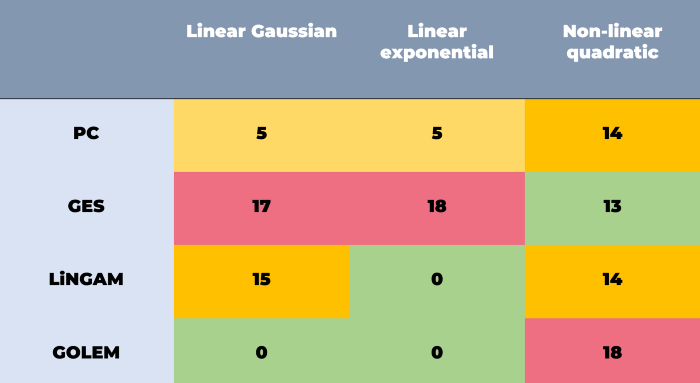 Linear Gaussian Linear exponential Non-linear quadratic
PC 5 5 14
GES 17 18 13
LiNGAM 15 0 14
GOLEM 0 0 18